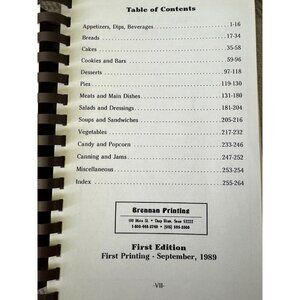 Table of Contents
Appetizers, Dips, Beverages 1-16
Breads 17-34
Cakes 35-58
Cookies and Bars 59-96
Desserts 97-118
Pies 119-130
Meats and Main Dishes 131-180
Salads and Dressings 181-204
Soups and Sandwiches 205-216
Vegetables 217-232
Candy and Popcorn 233-246
Canning and Jams 247-252
Miscellaneous 253-254
Index 255-264
Brennan Printing
First Edition
First Printing - September, 1989
-VII-